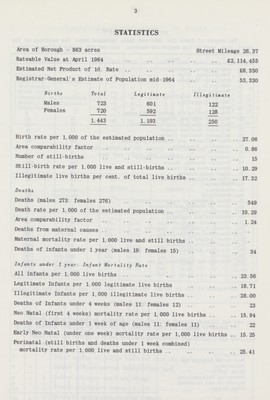 3
STATISTICS
Area of Borough - 863 acres Street Mileage 26.37
Rateable Value at April 1964 .. .. .. .. £2,114,455
Estimated Net Product of 1d. Rate .. .. .. .. £8,550
Registrar-General's Estimate of Population mid-1964 .. .. 53,330
Births Total Legitimate Illegitimate
Males 723 601 122
Females 720 592 128
1,443 1,193 250
Birth rate per 1,000 of the estimated population .. .. 27.06
Area comparability factor .. .. .. .. 0.86
Number of still-births .. .. .. .. 15
Still-birth rate per 1,000 live and still-births .. .. 10.29
Illegitimate live births per cent. of total live births .. .. 17.32
Deaths
Deaths (males 273: females 276) .. .. .. 549
Death rate per 1,000 of the estimated population .. .. 10.29
Area comparability factor .. .. .. .. 1.24
Deaths from maternal causes .. .. .. ..
Maternal mortality rate per 1,000 live and still births .. ..
Deaths of infants under 1 year (males 19: females 15) .. .. 34
Infants under 1 year: Infant Mortality Rate
All infants per 1,000 live births .. .. .. 23.56
Legitimate Infants per 1,000 legitimate live births .. 18.71
Illegitimate Infants per 1,000 illegitimate live births .. .. 28.00
Deaths of Infants under 4 weeks (males 11: females 12) .. .. 23
Neo Natal (first 4 weeks) mortality rate per 1,000 live births .. .. 15.94
Deaths of Infants under 1 week of age (males 11: females 11) .. .. 22
Early Neo Natal (under one week) mortality rate per 1,000 live births .. 15.25
Perinatal (still births and deaths under 1 week combined)
mortality rate per 1,000 live and still births .. .. .. 25.41